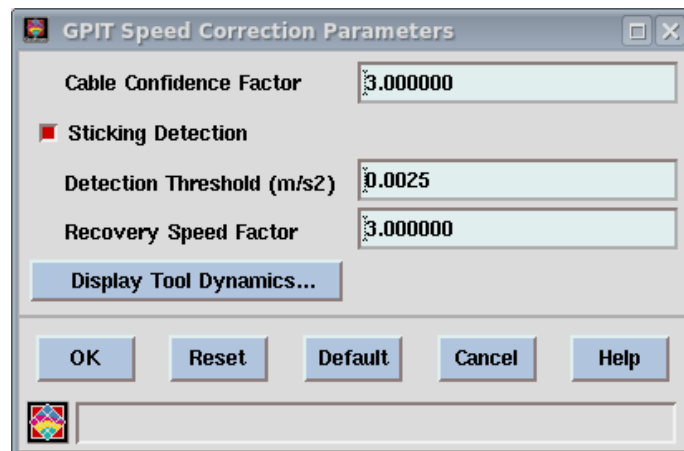 GPIT Speed Correction Parameters
Cable Confidence Factor 3.000000
Sticking Detection
Detection Threshold (m/s2) 0.0025
Recovery Speed Factor 3.000000
Display Tool Dynamics...
OK Reset Default Cancel Help